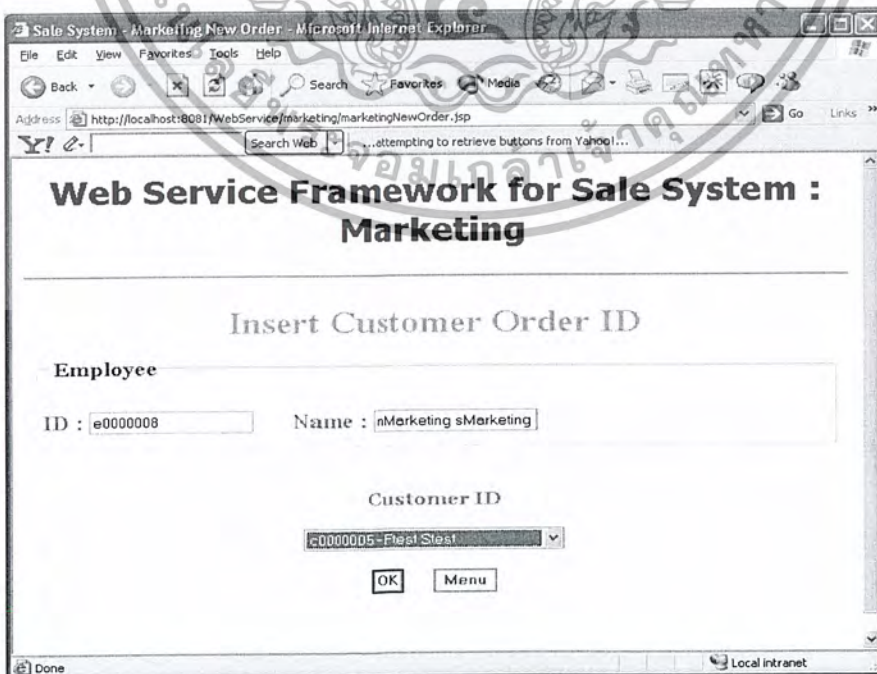 Sale System - Marketing New Order - Microsoft Internet Explorer
File Edit View Favorites Tools Help
Back Search Favorites Media
Address http://localhost:8081/WebService/marketing/marketingNewOrder.jsp Go Links »
Y! Search Web ...attempting to retrieve buttons from Yahoo!...
Web Service Framework for Sale System :
Marketing
Insert Customer Order ID
Employee
ID : e0000008 Name : nMarketing sMarketing
Customer ID
c0000005-Ftest Stest
OK Menu
Done Local intranet